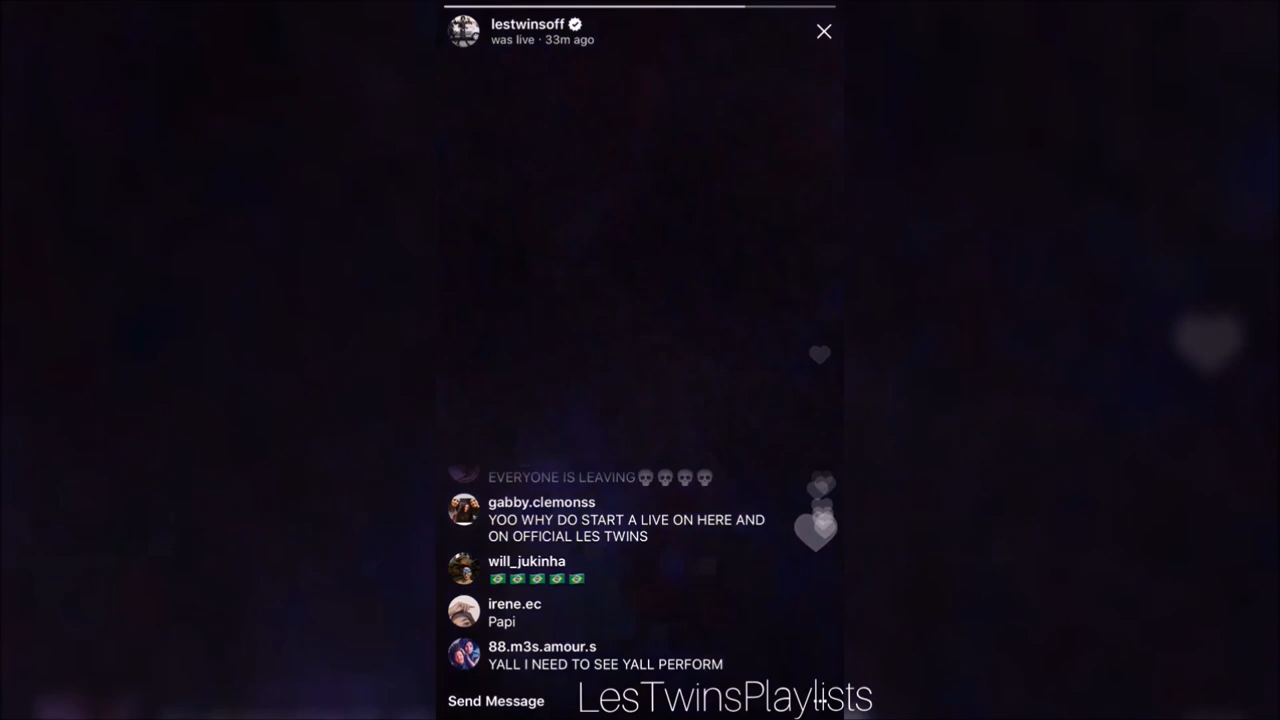 lestwinsoff
was live · 33m ago
EVERYONE IS LEAVING💀💀💀💀
gabby.clemonss
YOO WHY DO START A LIVE ON HERE AND
ON OFFICIAL LES TWINS
will_jukinha
🇧🇷🇧🇷🇧🇷🇧🇷🇧🇷
irene.ec
Papi
88.m3s.amour.s
YALL I NEED TO SEE YALL PERFORM
Send Message
LesTwinsPlaylists